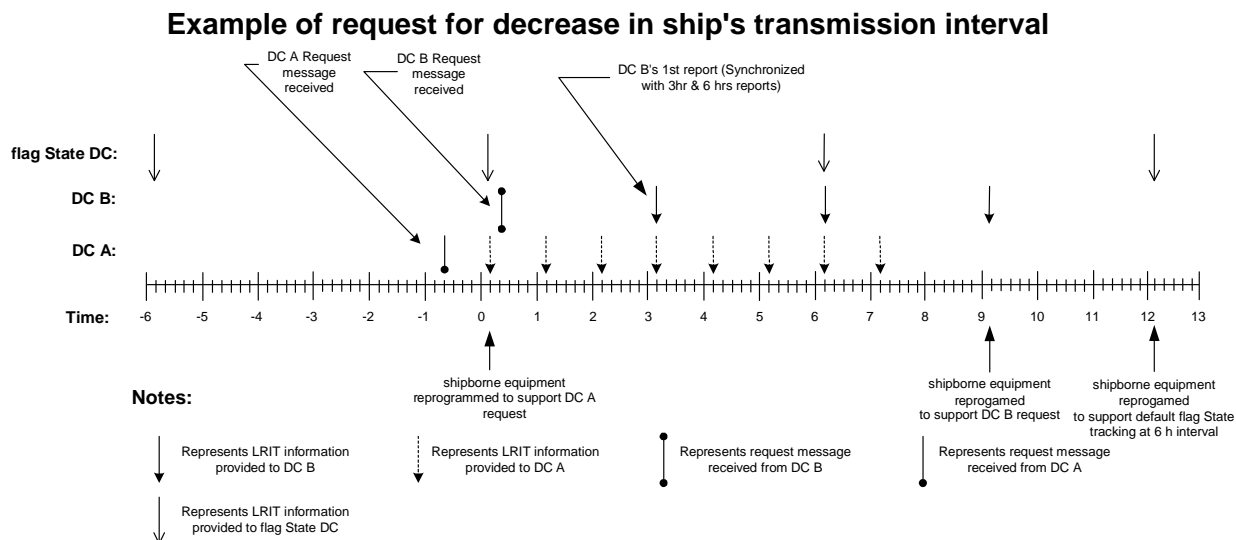 Example of request for decrease in ship's transmission interval
DC A Request
message
received
DC B Request
message
received
DC B's 1st report (Synchronized
with 3hr & 6 hrs reports)
flag State DC:
DC B:
DC A:
Time:
-6 -5 -4 -3 -2 -1 0 1 2 3 4 5 6 7 8 9 10 11 12 13
shipborne equipment
reprogrammed to support DC A
request
shipborne equipment
reprogamed
to support DC B request
shipborne equipment
reprogamed
to support default flag State
tracking at 6 h interval
Notes:
Represents LRIT information
provided to DC B
Represents LRIT information
provided to DC A
Represents request message
received from DC B
Represents request message
received from DC A
Represents LRIT information
provided to flag State DC